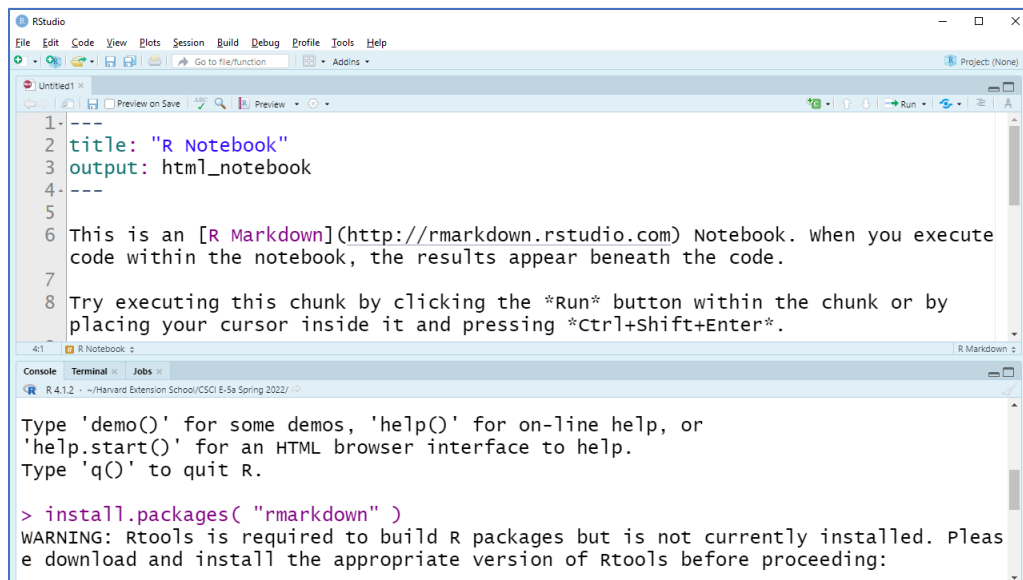 RStudio
File Edit Code View Plots Session Build Debug Profile Tools Help
Go to file/function Addins Project: (None)
Untitled1
Preview on Save ABC Preview Run
1 ---
2 title: "R Notebook"
3 output: html_notebook
4 ---
5
6 This is an [R Markdown](http://rmarkdown.rstudio.com) Notebook. When you execute
code within the notebook, the results appear beneath the code.
7
8 Try executing this chunk by clicking the *Run* button within the chunk or by
placing your cursor inside it and pressing *Ctrl+Shift+Enter*.
4:1 R Notebook R Markdown
Console Terminal Jobs
R 4.1.2 · ~/Harvard Extension School/CSCI E-5a Spring 2022/
Type 'demo()' for some demos, 'help()' for on-line help, or
'help.start()' for an HTML browser interface to help.
Type 'q()' to quit R.
> install.packages( "rmarkdown" )
WARNING: Rtools is required to build R packages but is not currently installed. Pleas
e download and install the appropriate version of Rtools before proceeding: